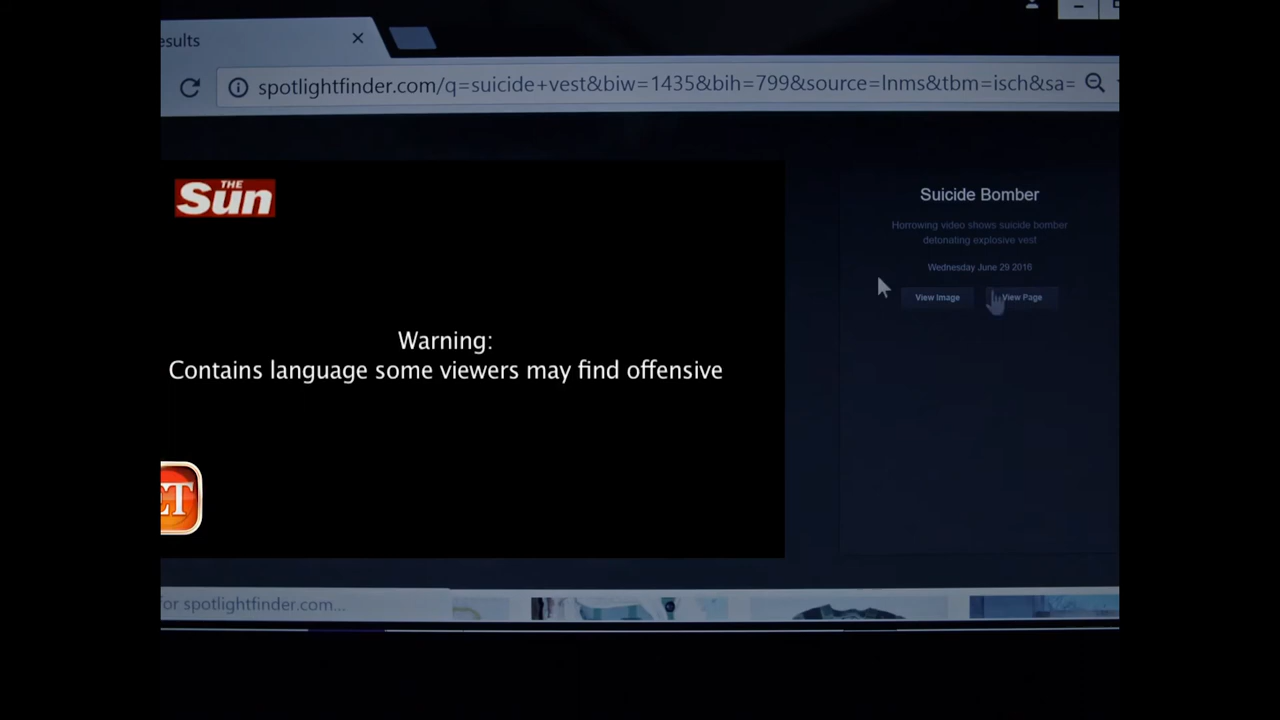 esults
spotlightfinder.com/q=suicide+vest&biw=1435&bih=799&source=lnms&tbm=isch&sa=
THE
Sun
Suicide Bomber
Horrowing video shows suicide bomber
detonating explosive vest
Wednesday June 29 2016
View Image
View Page
Warning:
Contains language some viewers may find offensive
ET
for spotlightfinder.com...